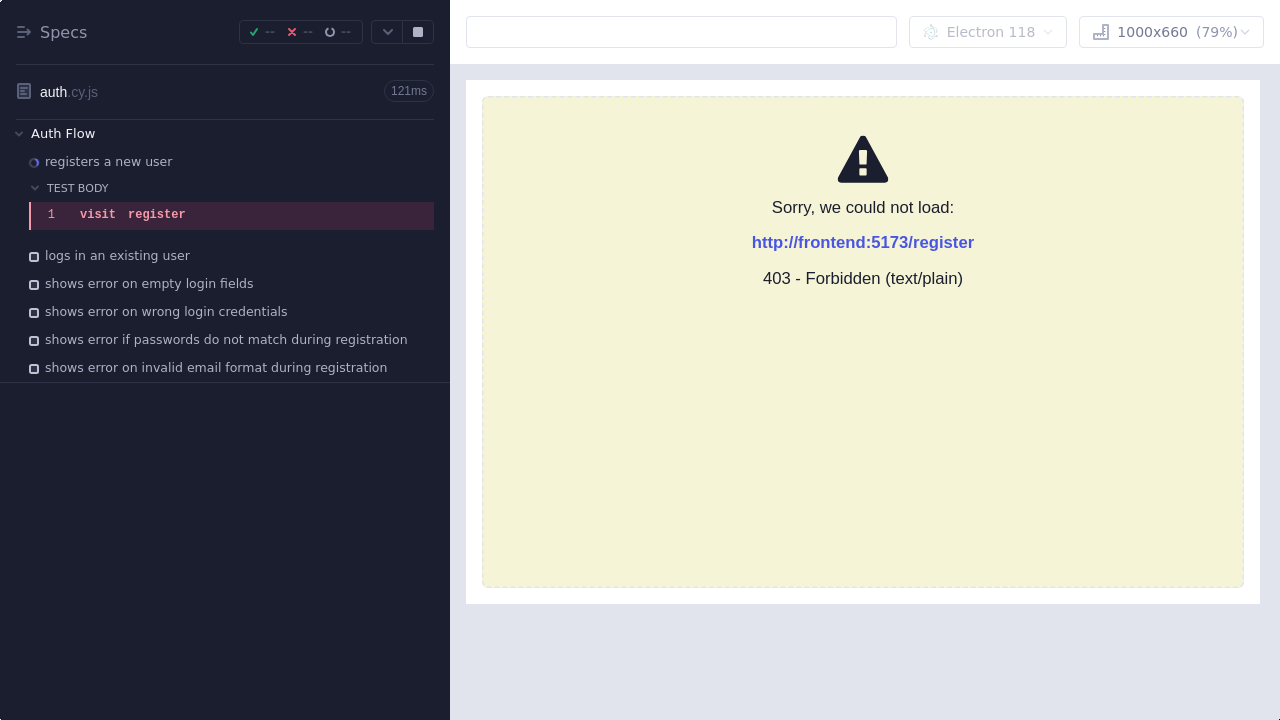 Specs
--
--
--
auth.cy.js
121ms
Auth Flow
registers a new user
TEST BODY
1 visit register
logs in an existing user
shows error on empty login fields
shows error on wrong login credentials
shows error if passwords do not match during registration
shows error on invalid email format during registration
Electron 118
1000x660 (79%)
Sorry, we could not load:
http://frontend:5173/register
403 - Forbidden (text/plain)